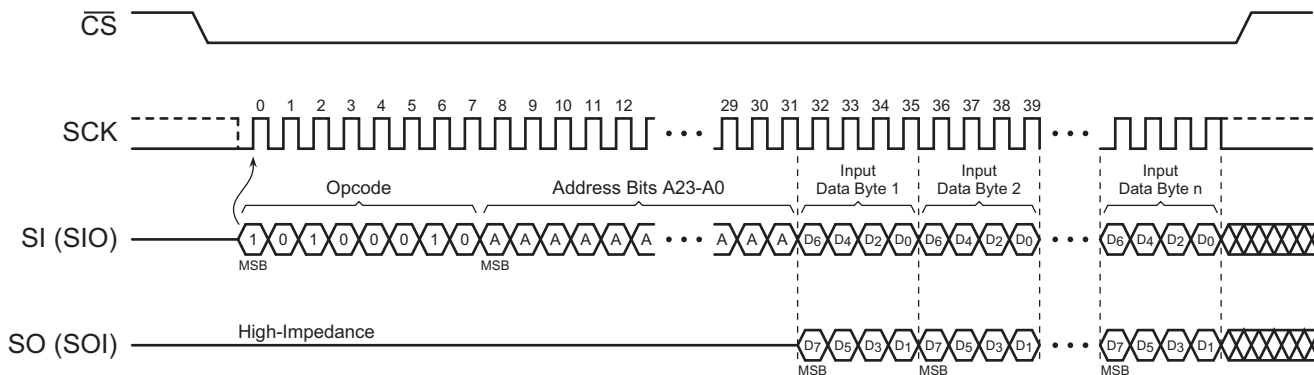 CS
0 1 2 3 4 5 6 7 8 9 10 11 12 29 30 31 32 33 34 35 36 37 38 39
SCK
Opcode
Address Bits A23-A0
Input
Data Byte 1
Input
Data Byte 2
Input
Data Byte n
SI (SIO)
1 0 1 0 0 0 1 0 A A A A A A A A A D6 D4 D2 D0 D6 D4 D2 D0 D6 D4 D2 D0
MSB MSB
High-Impedance
SO (SOI)
D7 D5 D3 D1 D7 D5 D3 D1 D7 D5 D3 D1
MSB MSB MSB